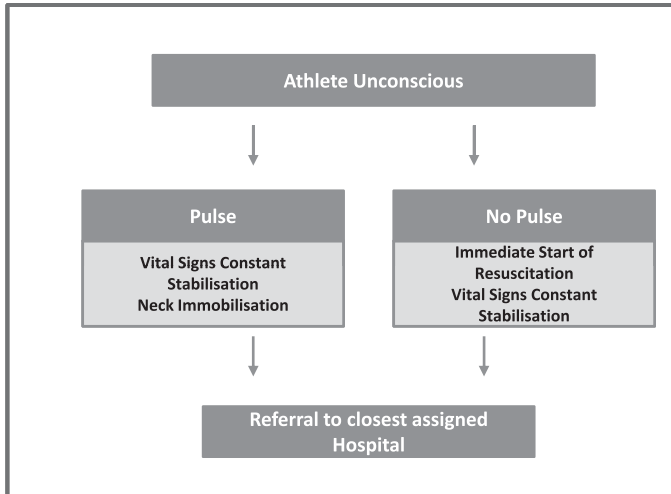 Athlete Unconscious
Pulse
Vital Signs Constant
Stabilisation
Neck Immobilisation
No Pulse
Immediate Start of
Resuscitation
Vital Signs Constant
Stabilisation
Referral to closest assigned
Hospital